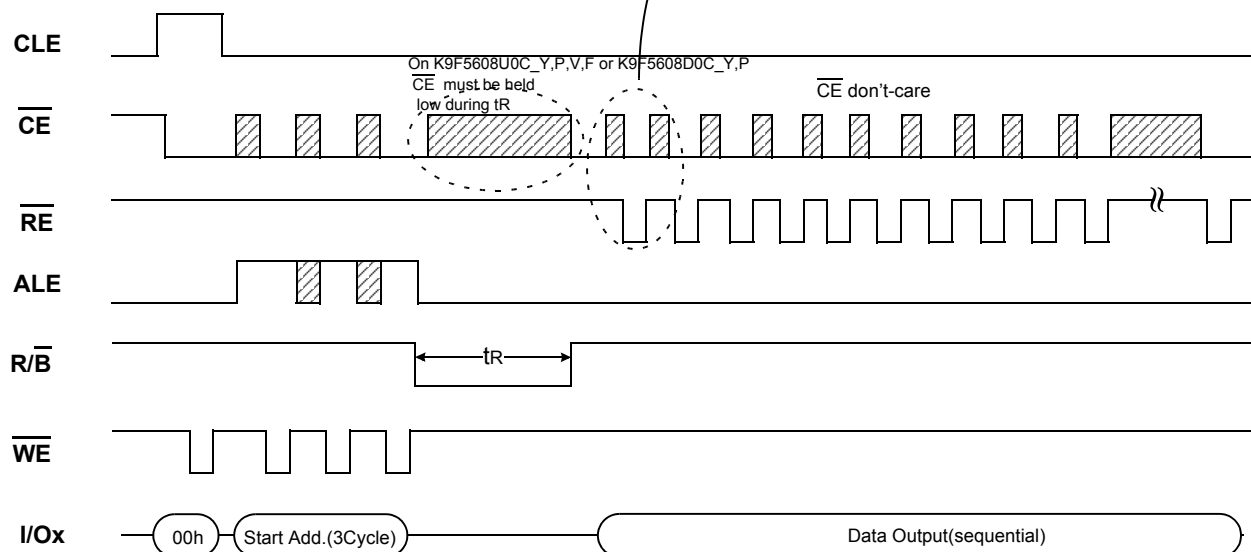 CLE
On K9F5608U0C_Y,P,V,F or K9F5608D0C_Y,P
CE must be held
low during tR
CE don't-care
CE
RE
ALE
R/B
tR
WE
I/Ox
00h
Start Add.(3Cycle)
Data Output(sequential)